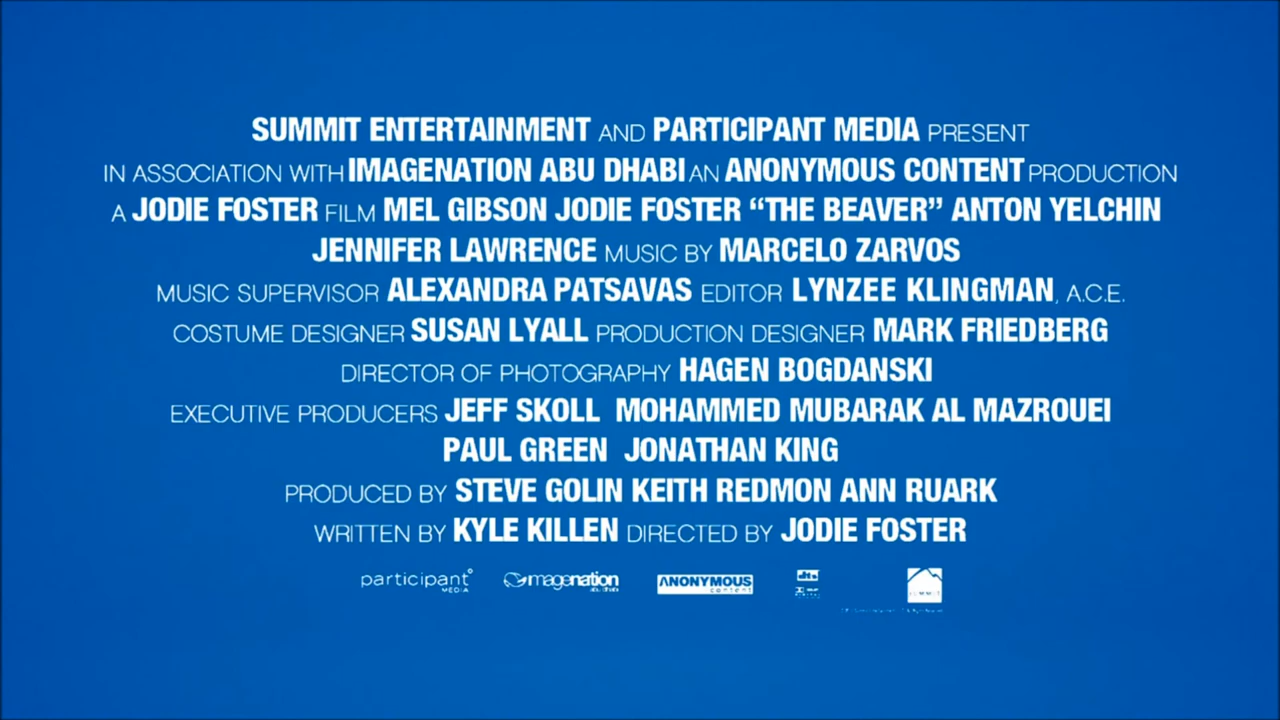 SUMMIT ENTERTAINMENT AND PARTICIPANT MEDIA PRESENT
IN ASSOCIATION WITH IMAGENATION ABU DHABI AN ANONYMOUS CONTENT PRODUCTION
A JODIE FOSTER FILM MEL GIBSON JODIE FOSTER “THE BEAVER” ANTON YELCHIN
JENNIFER LAWRENCE MUSIC BY MARCELO ZARVOS
MUSIC SUPERVISOR ALEXANDRA PATSAVAS EDITOR LYNZEE KLINGMAN, A.C.E.
COSTUME DESIGNER SUSAN LYALL PRODUCTION DESIGNER MARK FRIEDBERG
DIRECTOR OF PHOTOGRAPHY HAGEN BOGDANSKI
EXECUTIVE PRODUCERS JEFF SKOLL MOHAMMED MUBARAK AL MAZROUEI
PAUL GREEN JONATHAN KING
PRODUCED BY STEVE GOLIN KEITH REDMON ANN RUARK
WRITTEN BY KYLE KILLEN DIRECTED BY JODIE FOSTER
participant MEDIA imagenation abu dhabi ANONYMOUS content dts SUMMIT